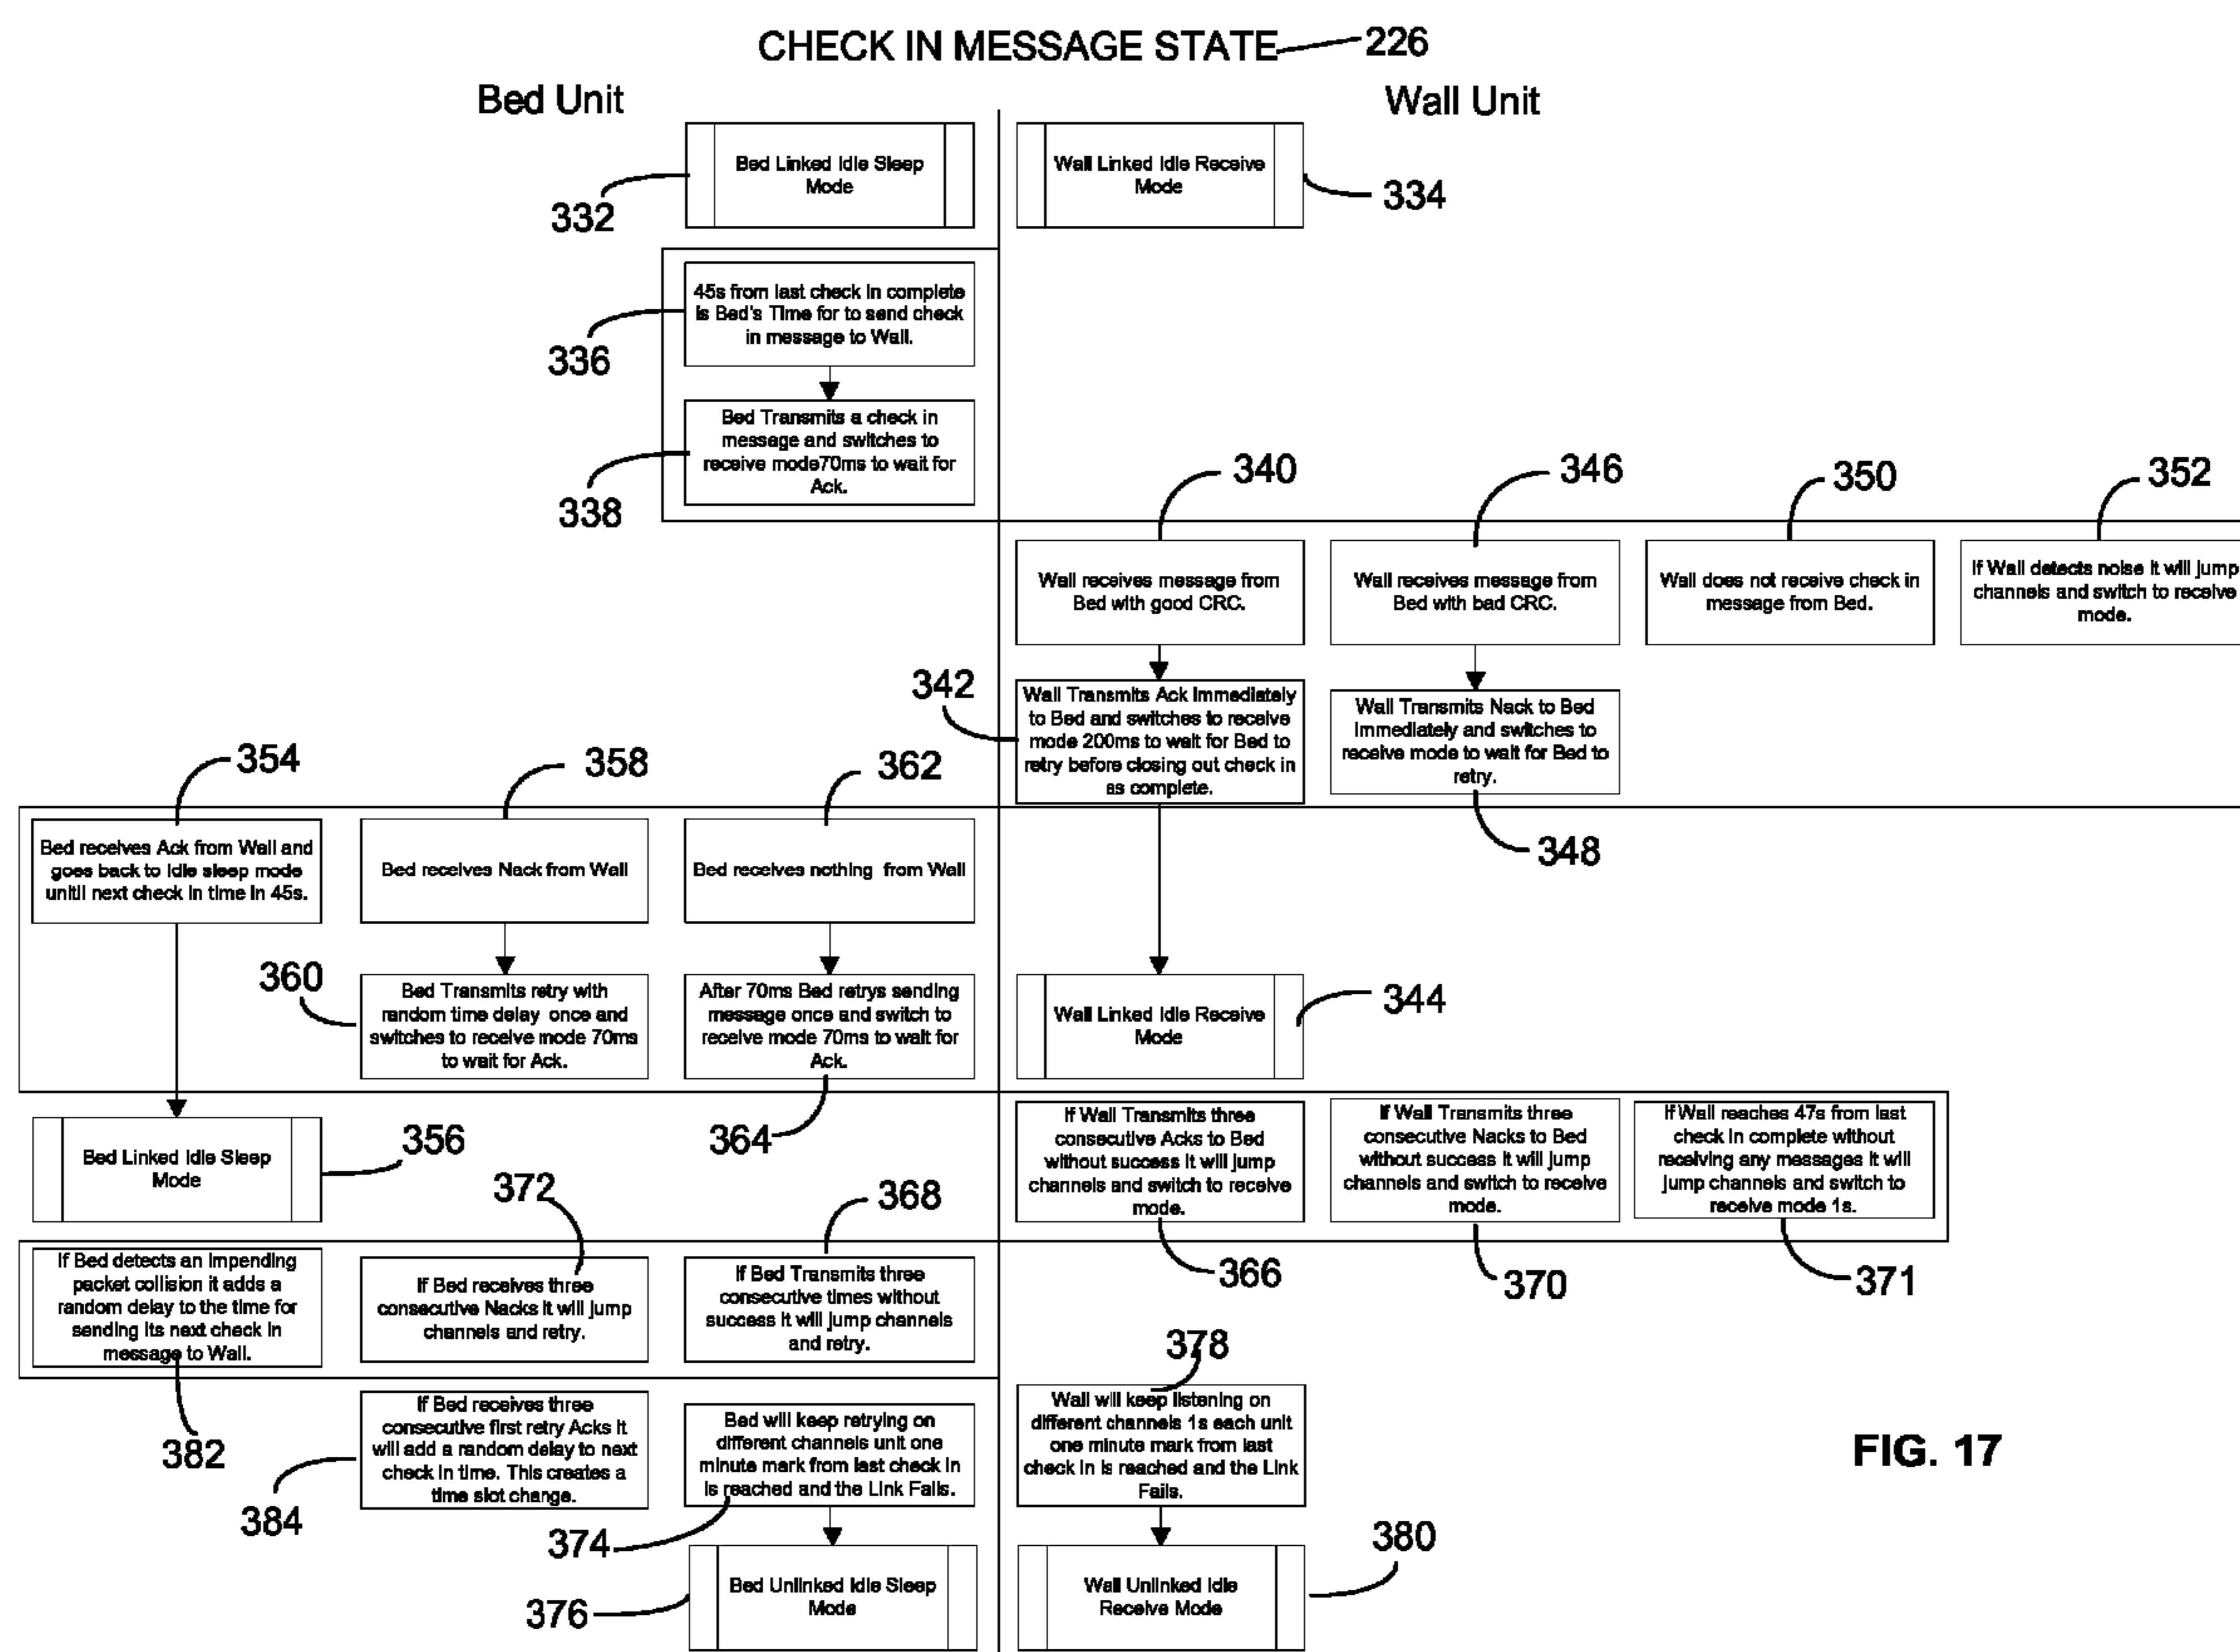 CHECK IN MESSAGE STATE
226
Bed Unit
Wall Unit
Bed Linked Idle Sleep
Mode
332
Wall Linked Idle Receive
Mode
334
45s from last check in complete
is Bed's Time for to send check
in message to Wall.
336
Bed Transmits a check in
message and switches to
receive mode70ms to wait for
Ack.
338
340
346
350
352
Wall receives message from
Bed with good CRC.
Wall receives message from
Bed with bad CRC.
Wall does not receive check in
message from Bed.
If Wall detects noise it will jump
channels and switch to receive
mode.
342
Wall Transmits Ack Immediately
to Bed and switches to receive
mode 200ms to wait for Bed to
retry before closing out check in
as complete.
Wall Transmits Nack to Bed
Immediately and switches to
receive mode to wait for Bed to
retry.
348
354
358
362
Bed receives Ack from Wall and
goes back to Idle sleep mode
unitil next check in time in 45s.
Bed receives Nack from Wall
Bed receives nothing from Wall
360
Bed Transmits retry with
random time delay once and
switches to receive mode 70ms
to wait for Ack.
After 70ms Bed retrys sending
message once and switch to
receive mode 70ms to wait for
Ack.
364
Wall Linked Idle Receive
Mode
344
Bed Linked Idle Sleep
Mode
356
If Wall Transmits three
consecutive Acks to Bed
without success it will jump
channels and switch to receive
mode.
366
If Wall Transmits three
consecutive Nacks to Bed
without success it will jump
channels and switch to receive
mode.
370
If Wall reaches 47s from last
check in complete without
receiving any messages it will
jump channels and switch to
receive mode 1s.
371
372
368
If Bed detects an impending
packet collision it adds a
random delay to the time for
sending its next check in
message to Wall.
382
If Bed receives three
consecutive Nacks it will jump
channels and retry.
If Bed Transmits three
consecutive times without
success it will jump channels
and retry.
378
If Bed receives three
consecutive first retry Acks it
will add a random delay to next
check in time. This creates a
time slot change.
384
Bed will keep retrying on
different channels unit one
minute mark from last check in
is reached and the Link Fails.
374
Wall will keep listening on
different channels 1s each unit
one minute mark from last
check in is reached and the Link
Fails.
FIG. 17
Bed Unlinked Idle Sleep
Mode
376
Wall Unlinked Idle
Receive Mode
380